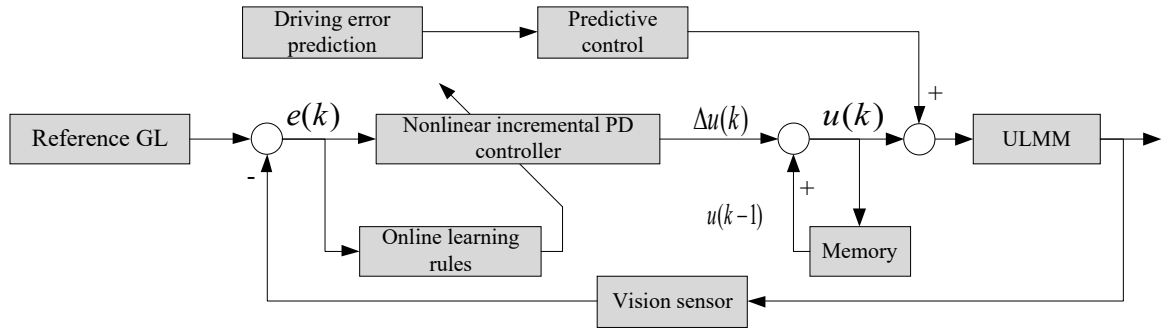 Driving error
prediction
Predictive
control
+
Reference GL
e(k)
-
Nonlinear incremental PD
controller
Δu(k)
u(k)
ULMM
+
u(k−1)
Online learning
rules
Memory
Vision sensor